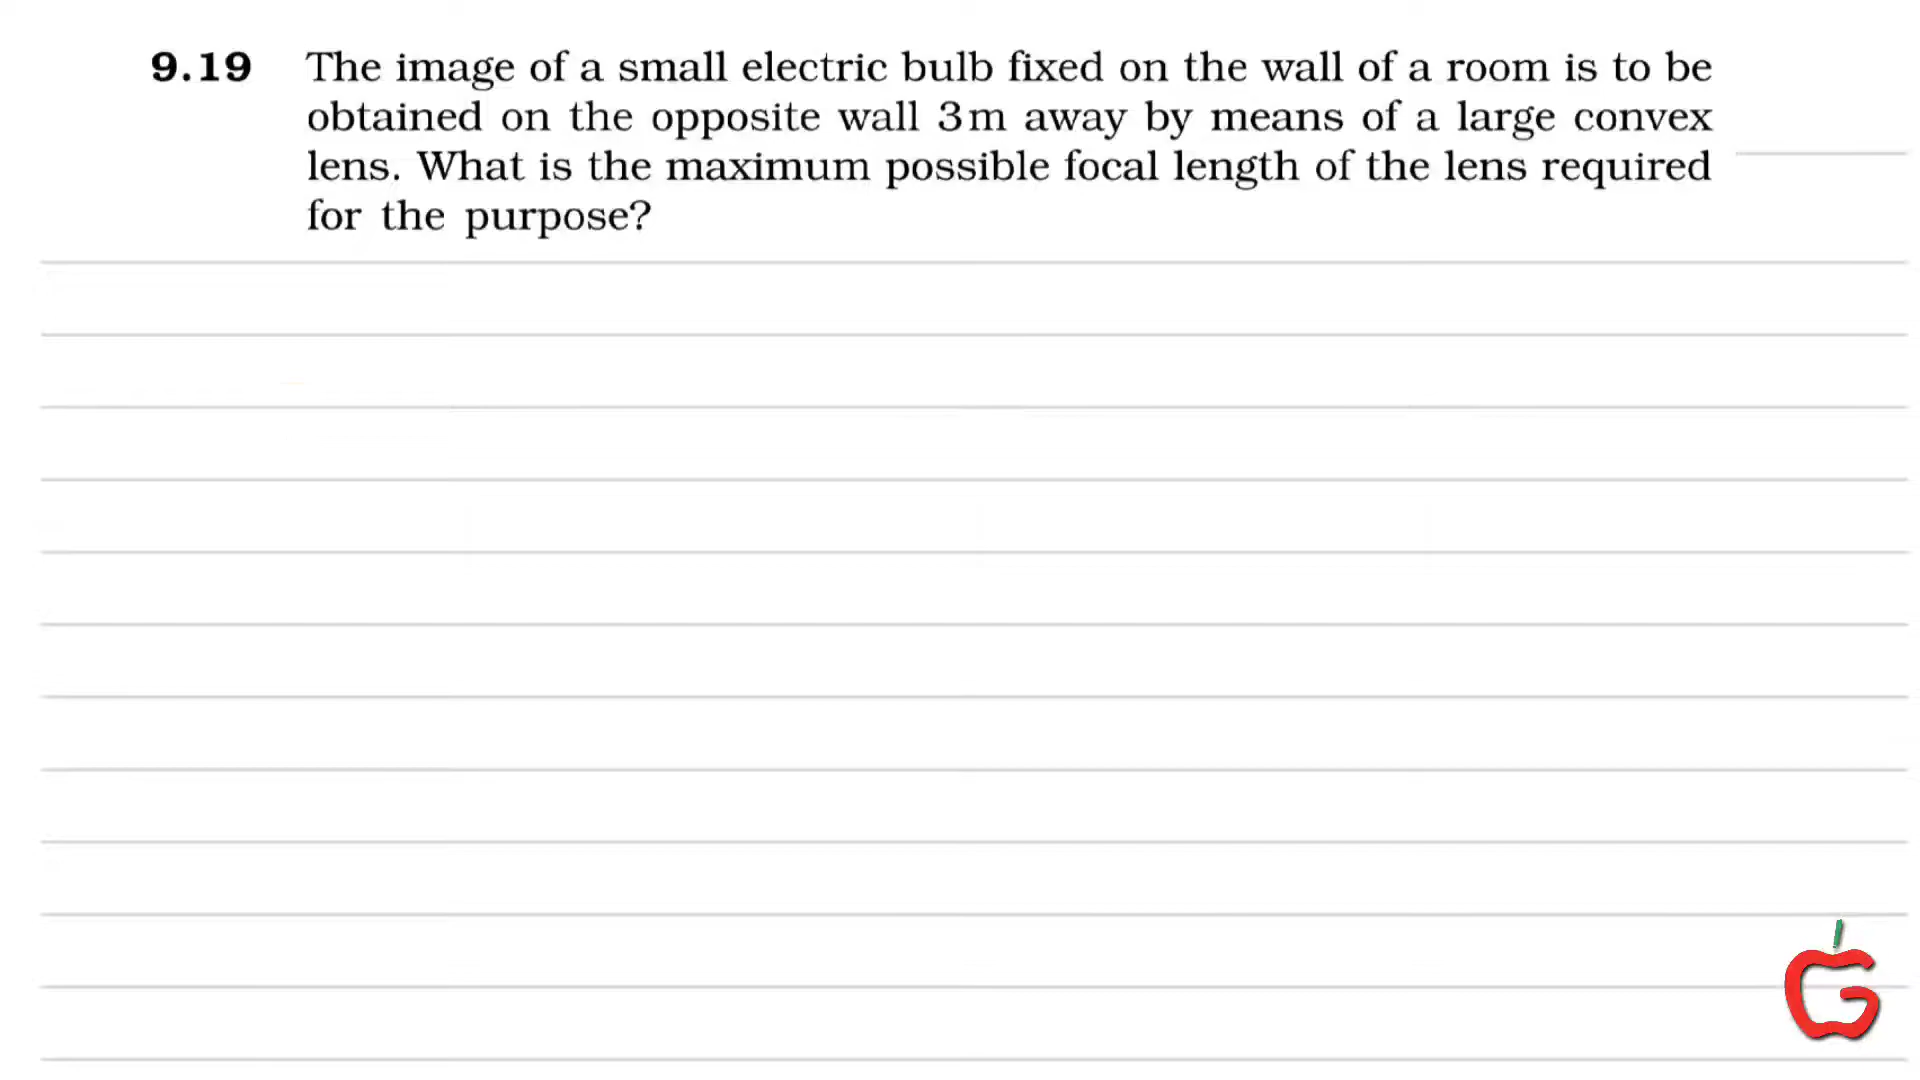 9.19 The image of a small electric bulb fixed on the wall of a room is to be
obtained on the opposite wall 3m away by means of a large convex
lens. What is the maximum possible focal length of the lens required
for the purpose?